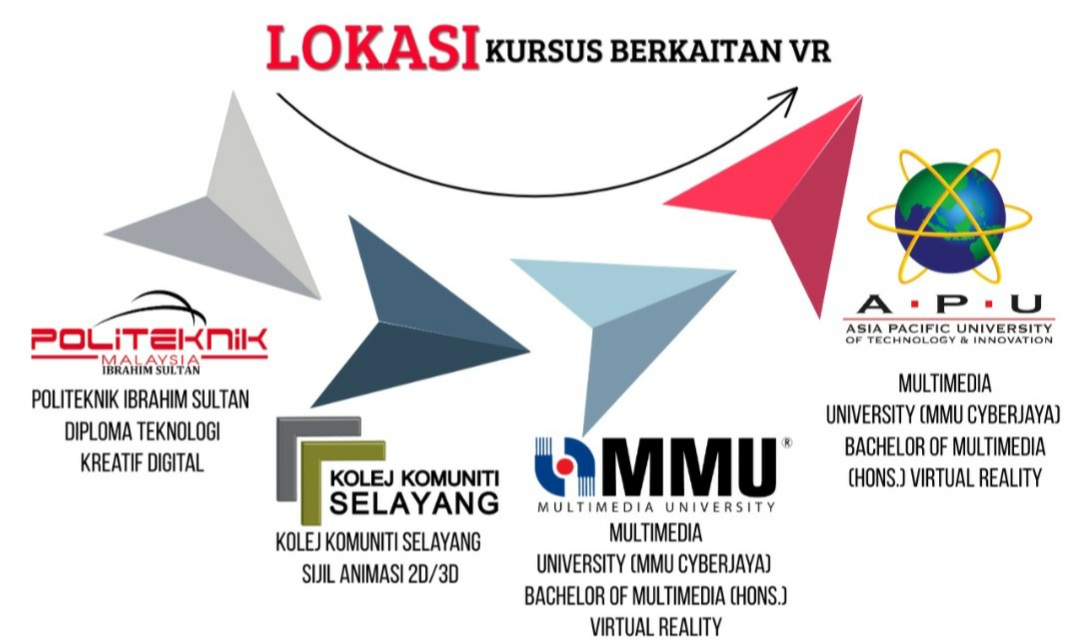 LOKASI KURSUS BERKAITAN VR
POLITEKNIK
MALAYSIA
IBRAHIM SULTAN
POLITEKNIK IBRAHIM SULTAN
DIPLOMA TEKNOLOGI
KREATIF DIGITAL
KOLEJ KOMUNITI
SELAYANG
KOLEJ KOMUNITI SELAYANG
SIJIL ANIMASI 2D/3D
MMU®
MULTIMEDIA UNIVERSITY
MULTIMEDIA
UNIVERSITY (MMU CYBERJAYA)
BACHELOR OF MULTIMEDIA (HONS.)
VIRTUAL REALITY
A·P·U
ASIA PACIFIC UNIVERSITY
OF TECHNOLOGY & INNOVATION
MULTIMEDIA
UNIVERSITY (MMU CYBERJAYA)
BACHELOR OF MULTIMEDIA
(HONS.) VIRTUAL REALITY